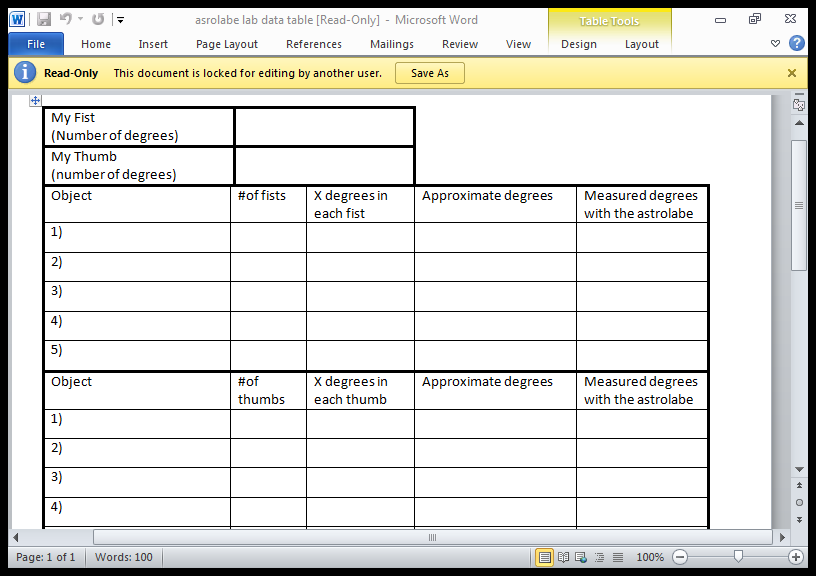 W
asrolabe lab data table [Read-Only] - Microsoft Word
Table Tools
File Home Insert Page Layout References Mailings Review View Design Layout
Read-Only This document is locked for editing by another user. Save As
My Fist
(Number of degrees)
My Thumb
(number of degrees)
Object #of fists X degrees in Approximate degrees Measured degrees
each fist with the astrolabe
1)
2)
3)
4)
5)
Object #of X degrees in Approximate degrees Measured degrees
thumbs each thumb with the astrolabe
1)
2)
3)
4)
Page: 1 of 1 Words: 100 100%